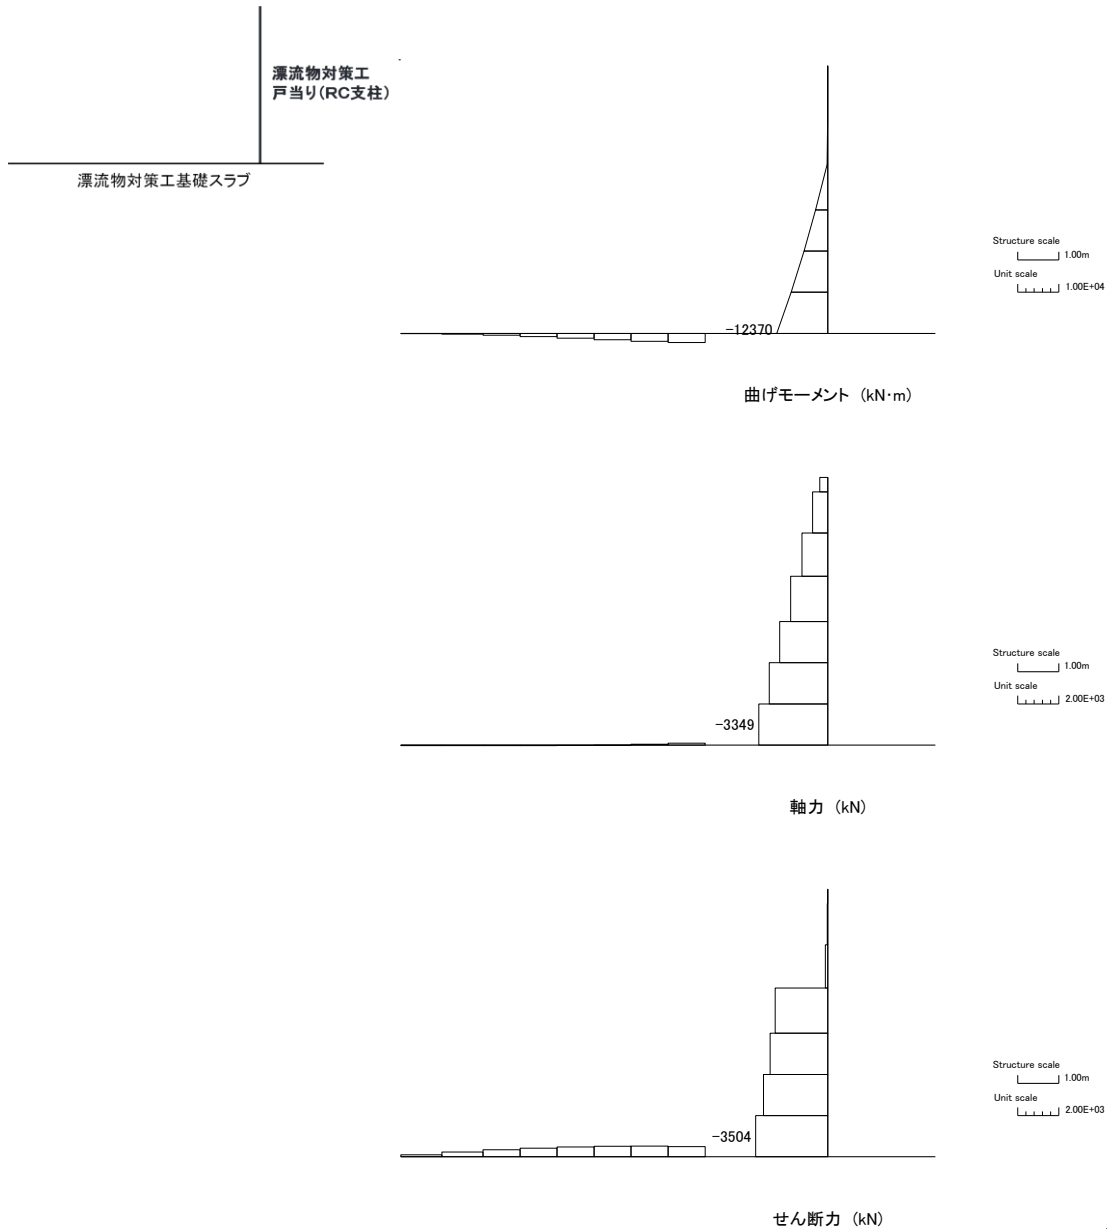 漂流物対策工
戸当り(RC支柱)
漂流物対策工基礎スラブ
Structure scale
1.00m
Unit scale
1.00E+04
-12370
曲げモーメント (kN・m)
Structure scale
1.00m
Unit scale
2.00E+03
-3349
軸力 (kN)
Structure scale
1.00m
Unit scale
2.00E+03
-3504
せん断力 (kN)